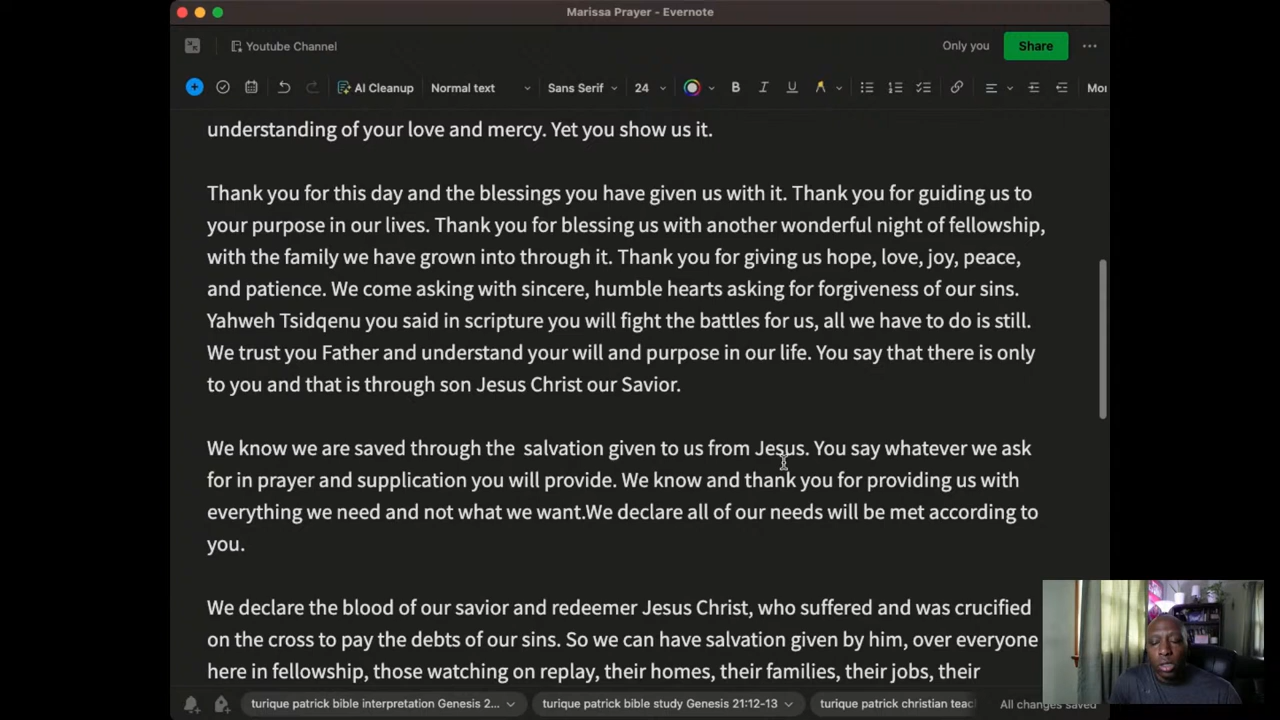 Marissa Prayer - Evernote
Youtube Channel
Only you
Share
AI Cleanup
Normal text
Sans Serif
24
B
I
U
A
Mor
understanding of your love and mercy. Yet you show us it.
Thank you for this day and the blessings you have given us with it. Thank you for guiding us to
your purpose in our lives. Thank you for blessing us with another wonderful night of fellowship,
with the family we have grown into through it. Thank you for giving us hope, love, joy, peace,
and patience. We come asking with sincere, humble hearts asking for forgiveness of our sins.
Yahweh Tsidqenu you said in scripture you will fight the battles for us, all we have to do is still.
We trust you Father and understand your will and purpose in our life. You say that there is only
to you and that is through son Jesus Christ our Savior.
We know we are saved through the  salvation given to us from Jesus. You say whatever we ask
for in prayer and supplication you will provide. We know and thank you for providing us with
everything we need and not what we want.We declare all of our needs will be met according to
you.
We declare the blood of our savior and redeemer Jesus Christ, who suffered and was crucified
on the cross to pay the debts of our sins. So we can have salvation given by him, over everyone
here in fellowship, those watching on replay, their homes, their families, their jobs, their
turique patrick bible interpretation Genesis 2...
turique patrick bible study Genesis 21:12-13
turique patrick christian teac
All changes saved